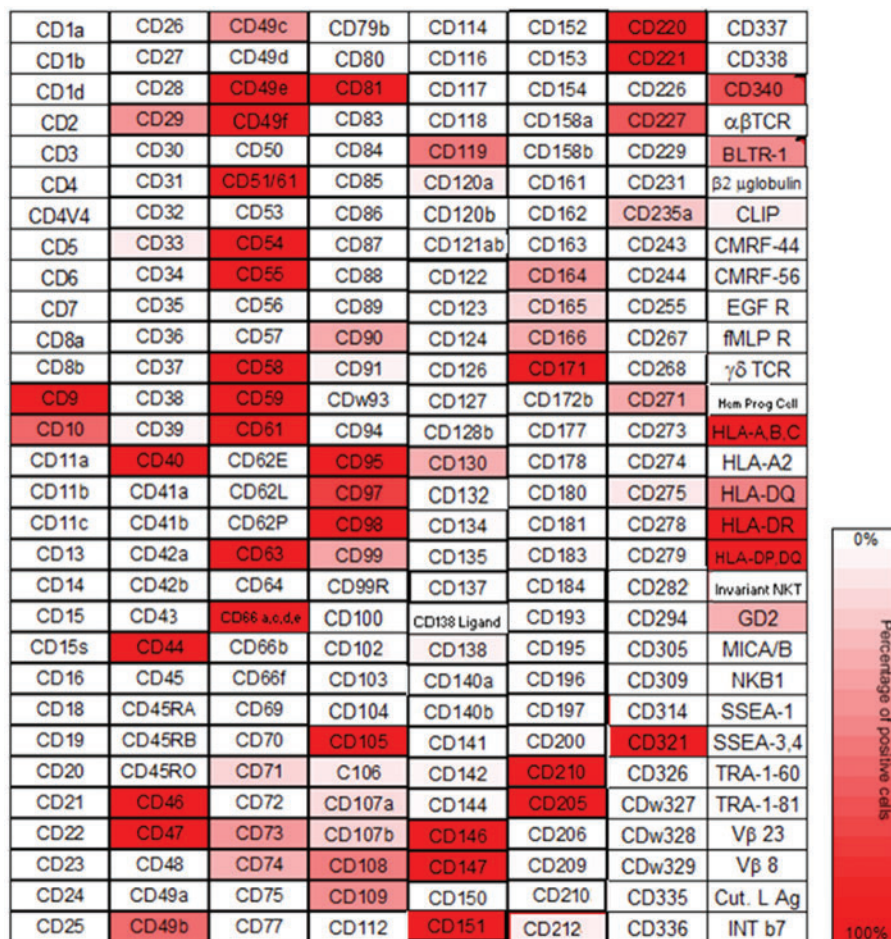 CD1a CD26 CD49c CD79b CD114 CD152 CD220 CD337
CD1b CD27 CD49d CD80 CD116 CD153 CD221 CD338
CD1d CD28 CD49e CD81 CD117 CD154 CD226 CD340
CD2 CD29 CD49f CD83 CD118 CD158a CD227 αβTCR
CD3 CD30 CD50 CD84 CD119 CD158b CD229 BLTR-1
CD4 CD31 CD51/61 CD85 CD120a CD161 CD231 β2 μglobulin
CD4V4 CD32 CD53 CD86 CD120b CD162 CD235a CLIP
CD5 CD33 CD54 CD87 CD121ab CD163 CD243 CMRF-44
CD6 CD34 CD55 CD88 CD122 CD164 CD244 CMRF-56
CD7 CD35 CD56 CD89 CD123 CD165 CD255 EGF R
CD8a CD36 CD57 CD90 CD124 CD166 CD267 fMLP R
CD8b CD37 CD58 CD91 CD126 CD171 CD268 γδ TCR
CD9 CD38 CD59 CDw93 CD127 CD172b CD271 Hem Prog Cell
CD10 CD39 CD61 CD94 CD128b CD177 CD273 HLA-A,B,C
CD11a CD40 CD62E CD95 CD130 CD178 CD274 HLA-A2
CD11b CD41a CD62L CD97 CD132 CD180 CD275 HLA-DQ
CD11c CD41b CD62P CD98 CD134 CD181 CD278 HLA-DR
CD13 CD42a CD63 CD99 CD135 CD183 CD279 HLA-DP,DQ
CD14 CD42b CD64 CD99R CD137 CD184 CD282 Invariant NKT
CD15 CD43 CD66 a,c,d,e CD100 CD138 Ligand CD193 CD294 GD2
CD15s CD44 CD66b CD102 CD138 CD195 CD305 MICA/B
CD16 CD45 CD66f CD103 CD140a CD196 CD309 NKB1
CD18 CD45RA CD69 CD104 CD140b CD197 CD314 SSEA-1
CD19 CD45RB CD70 CD105 CD141 CD200 CD321 SSEA-3,4
CD20 CD45RO CD71 C106 CD142 CD210 CD326 TRA-1-60
CD21 CD46 CD72 CD107a CD144 CD205 CDw327 TRA-1-81
CD22 CD47 CD73 CD107b CD146 CD206 CDw328 Vβ 23
CD23 CD48 CD74 CD108 CD147 CD209 CDw329 Vβ 8
CD24 CD49a CD75 CD109 CD150 CD210 CD335 Cut. L Ag
CD25 CD49b CD77 CD112 CD151 CD212 CD336 INT b7
0%
Percentage of positive cells
100%